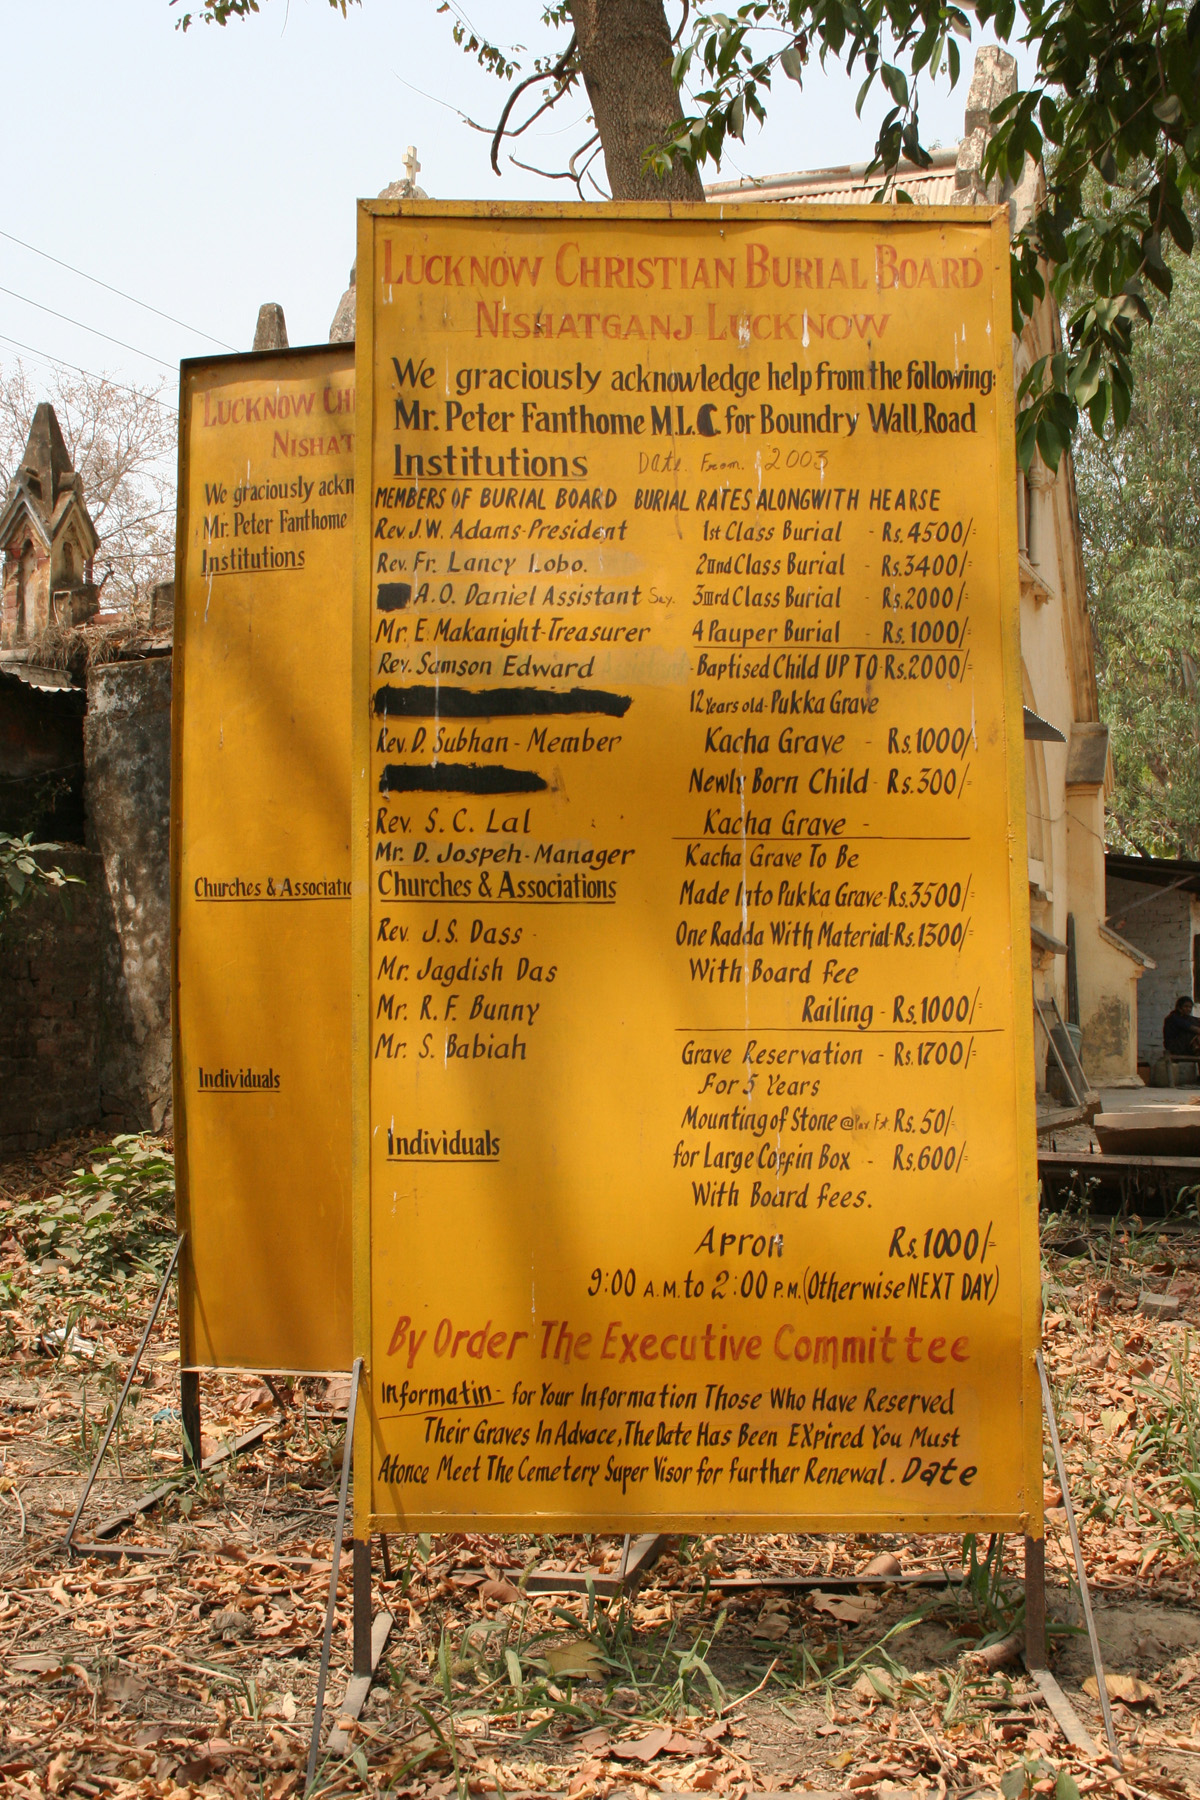 LUCKNOW CHRISTIAN BURIAL BOARD
NISHATGANJ LUCKNOW
We graciously acknowledge help from the following:
Mr. Peter Fanthome M.L.C for Boundry Wall, Road
Institutions Date From. 2003
MEMBERS OF BURIAL BOARD
Rev. J.W. Adams-President
Rev. Fr. Lancy Lobo.
A.O. Daniel Assistant
Mr. E. Makanight-Treasurer
Rev. Samson Edward
Rev. D. Subhan - Member
Rev. S. C. Lal
Mr. D. Jospeh-Manager
Churches & Associations
Rev. J.S. Dass
Mr. Jagdish Das
Mr. R. F. Bunny
Mr. S. Babiah
Individuals
BURIAL RATES ALONGWITH HEARSE
1st Class Burial - Rs. 4500/=
2IInd Class Burial - Rs. 3400/=
3IIIrd Class Burial - Rs. 2000/=
4 Pauper Burial - Rs. 1000/=
-Baptised Child UP TO-Rs. 2000/=
12 Years old- Pukka Grave
Kacha Grave - Rs. 1000/=
Newly Born Child - Rs. 300/=
Kacha Grave -
Kacha Grave To Be
Made Into Pukka Grave-Rs. 3500/=
One Radda With Material-Rs. 1300/=
With Board Fee
Railing - Rs. 1000/=
Grave Reservation - Rs. 1700/=
For 5 Years
Mounting of Stone @ Rs. 50/-
for Large Coffin Box - Rs. 600/=
With Board fees.
Apron Rs. 1000/=
9:00 A.M. to 2:00 P.M. (Otherwise NEXT DAY)
By Order The Executive Committee
Informatin- for Your Information Those Who Have Reserved
Their Graves In Advace, The Date Has Been Expired You Must
Atonce Meet The Cemetery Super Visor for further Renewal. Date
LUCKNOW
We graciously
Mr. Peter Fanthome
Institutions
Churches &
Individuals